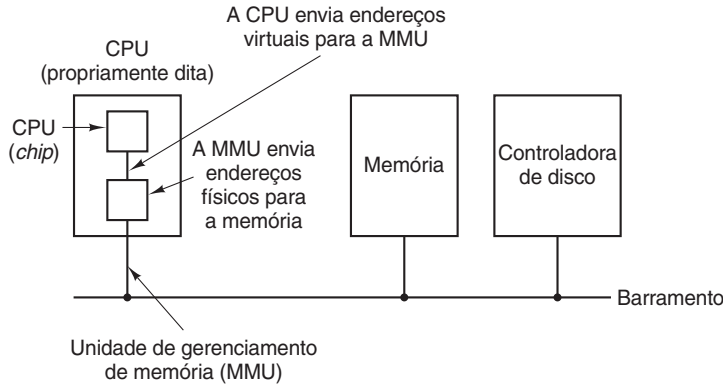 A CPU envia endereços
virtuais para a MMU
CPU
(propriamente dita)
CPU
(chip)
A MMU envia
endereços
físicos para
a memória
Memória
Controladora
de disco
Barramento
Unidade de gerenciamento
de memória (MMU)